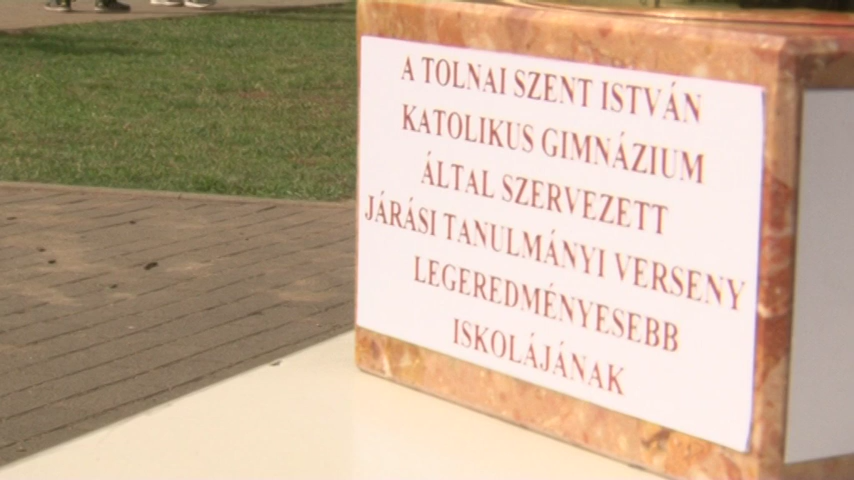 A TOLNAI SZENT ISTVÁN
KATOLIKUS GIMNÁZIUM
ÁLTAL SZERVEZETT
JÁRÁSI TANULMÁNYI VERSENY
LEGEREDMÉNYESEBB
ISKOLÁJÁNAK